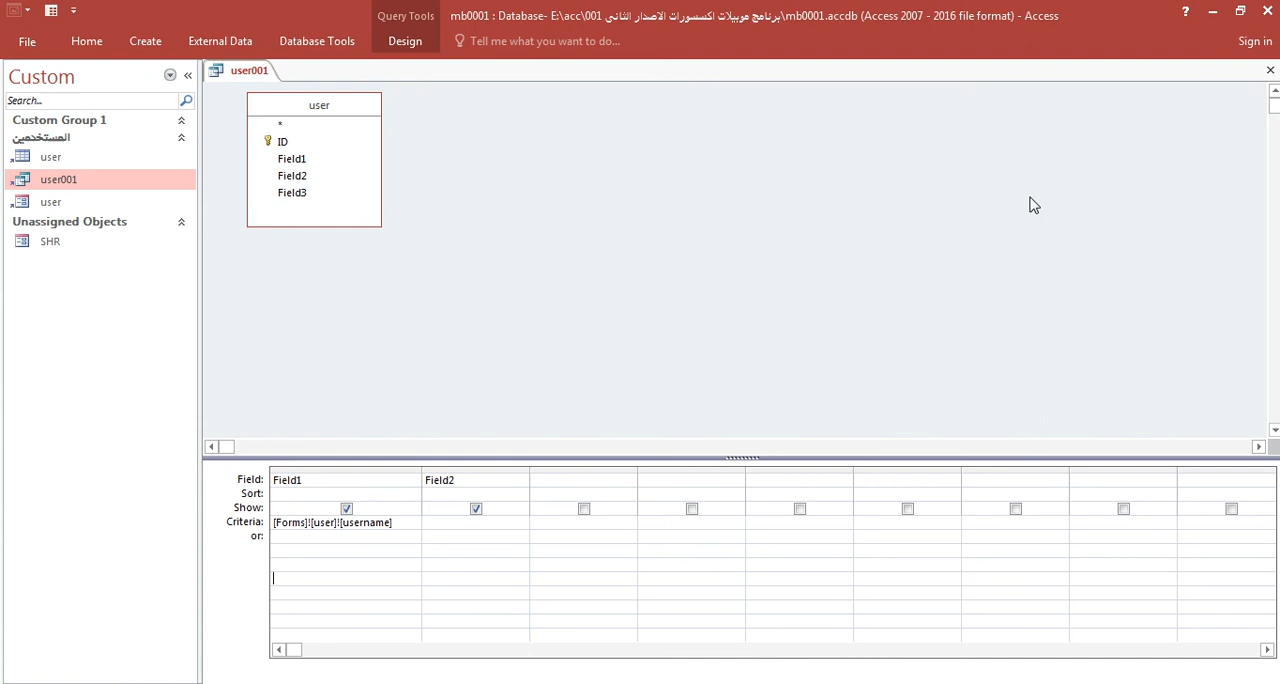 Query Tools
mb0001 : Database- E:\acc\001 برنامج موبيلات اكسسورات الاصدار الثانى\mb0001.accdb (Access 2007 - 2016 file format) - Access
?
File
Home
Create
External Data
Database Tools
Design
Tell me what you want to do...
Sign in
Custom
Search...
Custom Group 1
المستخدمين
user
user001
user
Unassigned Objects
SHR
user001
user
*
ID
Field1
Field2
Field3
Field: Field1 Field2
Sort:
Show:
Criteria: [Forms]![user]![username]
or: